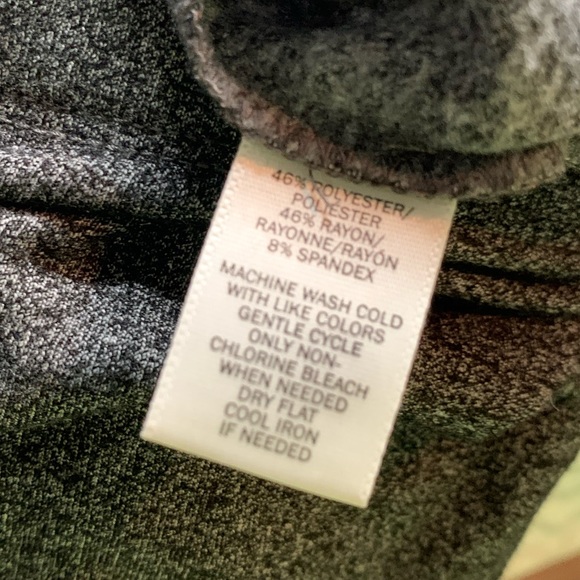 46% POLYESTER/
POLIESTER
46% RAYON/
RAYONNE/RAYÓN
8% SPANDEX
MACHINE WASH COLD
WITH LIKE COLORS
GENTLE CYCLE
ONLY NON-
CHLORINE BLEACH
WHEN NEEDED
DRY FLAT
COOL IRON
IF NEEDED